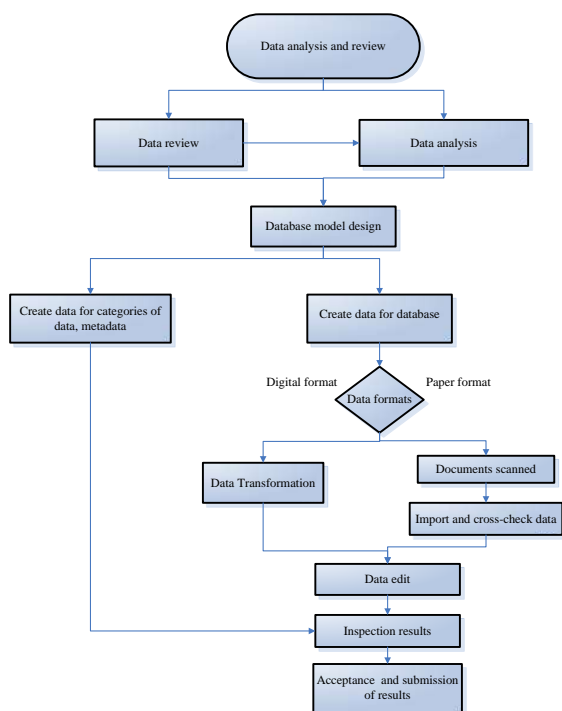 Data analysis and review
Data review
Data analysis
Database model design
Create data for categories of
data, metadata
Create data for database
Digital format
Paper format
Data formats
Data Transformation
Documents scanned
Import and cross-check data
Data edit
Inspection results
Acceptance and submission
of results